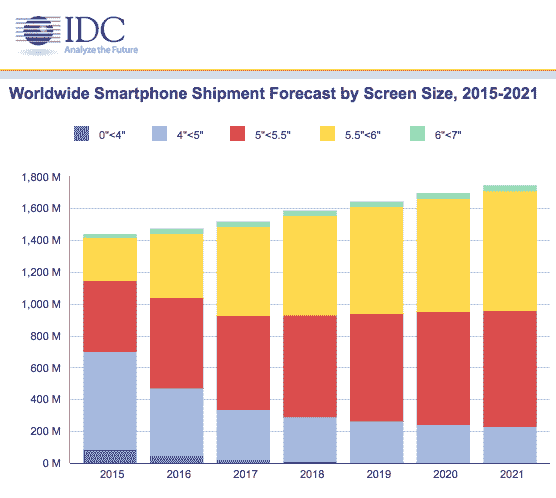 IDC
Analyze the Future
Worldwide Smartphone Shipment Forecast by Screen Size, 2015-2021
0"<4" 4"<5" 5"<5.5" 5.5"<6" 6"<7"
1,800 M
1,600 M
1,400 M
1,200 M
1,000 M
800 M
600 M
400 M
200 M
0 M
2015 2016 2017 2018 2019 2020 2021